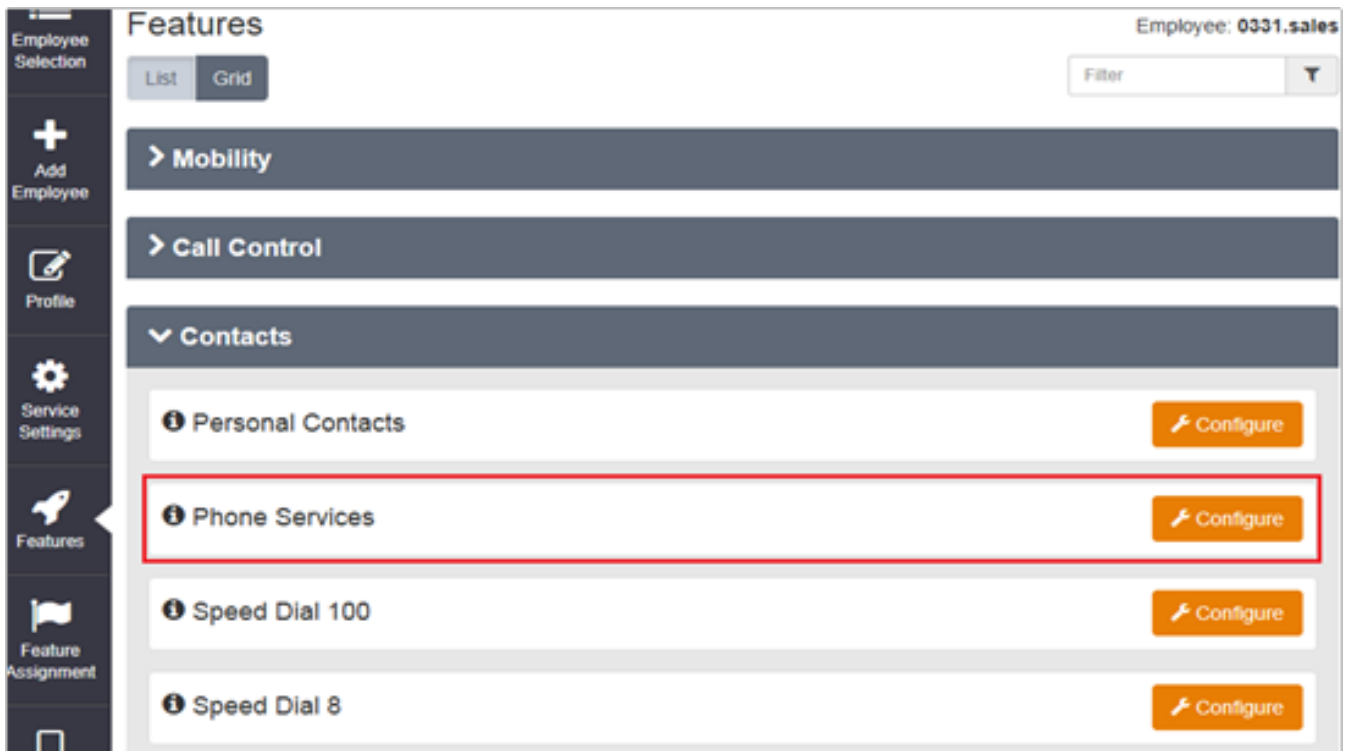 Features
Employee: 0331.sales
Employee
Selection
List Grid
Filter
Mobility
Add
Employee
Call Control
Profile
Contacts
Service
Settings
Personal Contacts
Configure
Features
Phone Services
Configure
Feature
Assignment
Speed Dial 100
Configure
Speed Dial 8
Configure